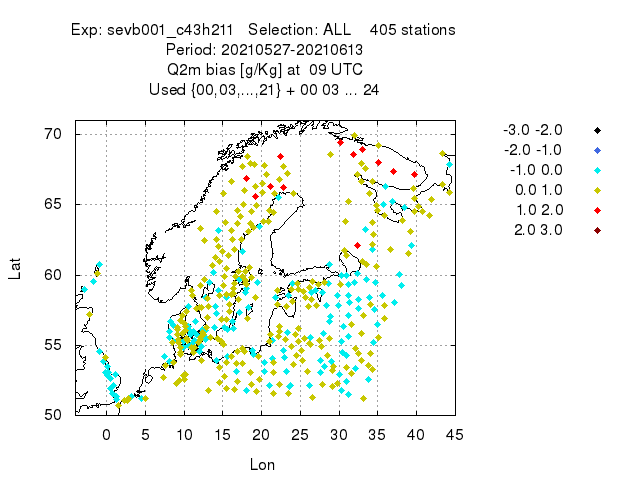 Exp: sevb001_c43h211 Selection: ALL 405 stations
Period: 20210527-20210613
Q2m bias [g/Kg] at 09 UTC
Used {00,03,...,21} + 00 03 ... 24
70
65
60
55
50
Lat
0 5 10 15 20 25 30 35 40 45
Lon
-3.0 -2.0
-2.0 -1.0
-1.0 0.0
0.0 1.0
1.0 2.0
2.0 3.0